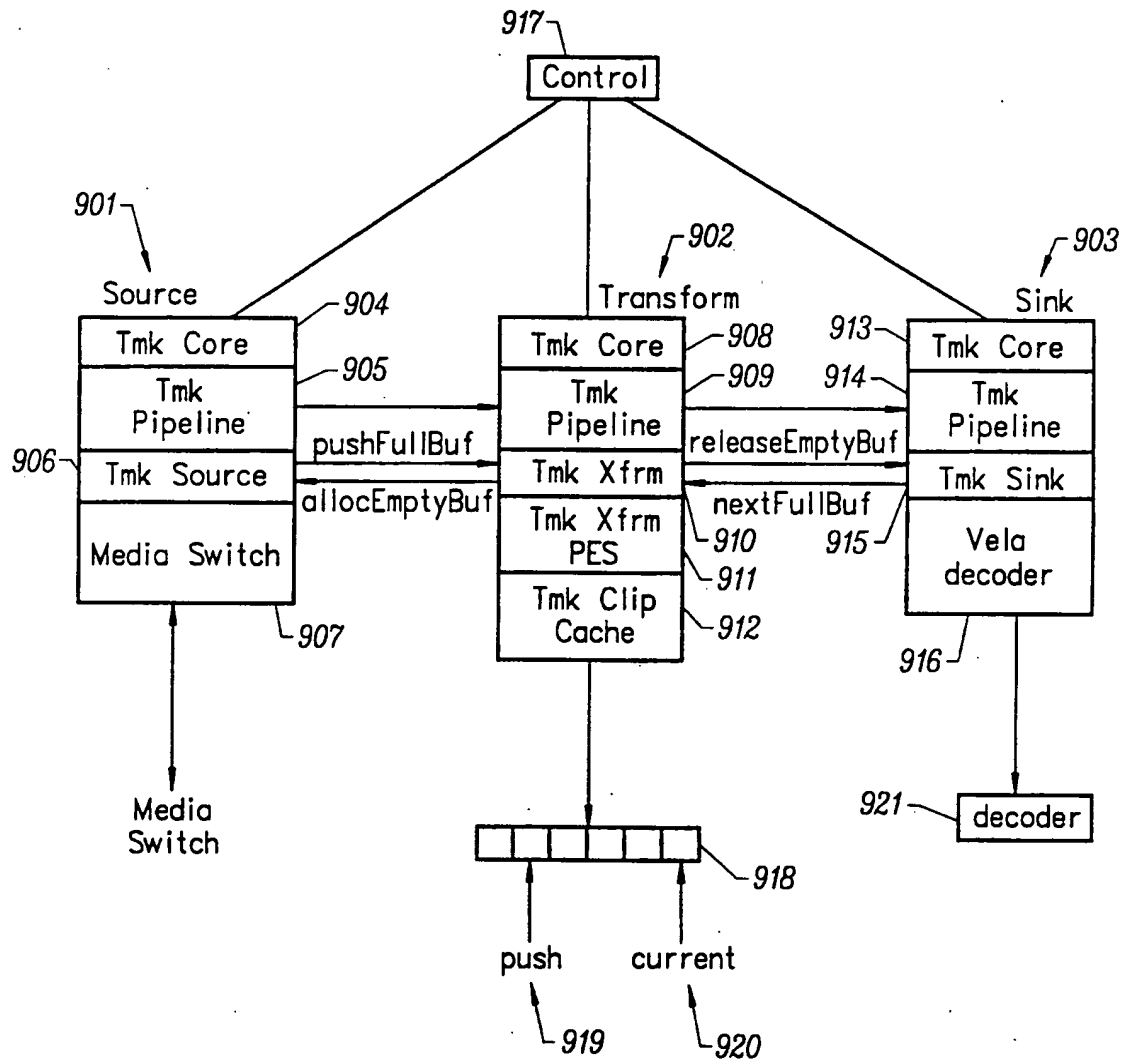 917
Control
901
902
903
Source
904
Transform
908
Sink
913
Tmk Core
Tmk Core
Tmk Core
905
909
914
Tmk
Pipeline
Tmk
Pipeline
Tmk
Pipeline
pushFullBuf
releaseEmptyBuf
906
Tmk Source
Tmk Xfrm
Tmk Sink
allocEmptyBuf
nextFullBuf
910
915
Media Switch
Tmk Xfrm
PES
911
Vela
decoder
907
Tmk Clip
Cache
912
916
Media
Switch
921
decoder
918
push
current
919
920